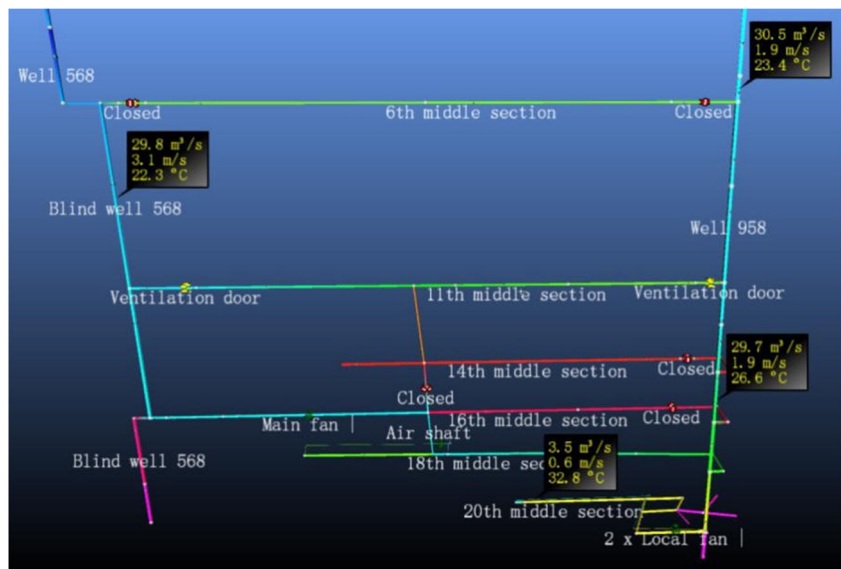 30.5 m³/s
1.9 m/s
23.4 °C
Well 568
Closed
6th middle section
Closed
29.8 m³/s
3.1 m/s
22.3 °C
Blind well 568
Well 958
Ventilation door
11th middle section
Ventilation door
29.7 m³/s
1.9 m/s
26.6 °C
14th middle section
Closed
Closed
16th middle section
Closed
Main fan |
Air shaft
Blind well 568
18th middle sec
3.5 m³/s
0.6 m/s
32.8 °C
20th middle section
2 x Local fan |